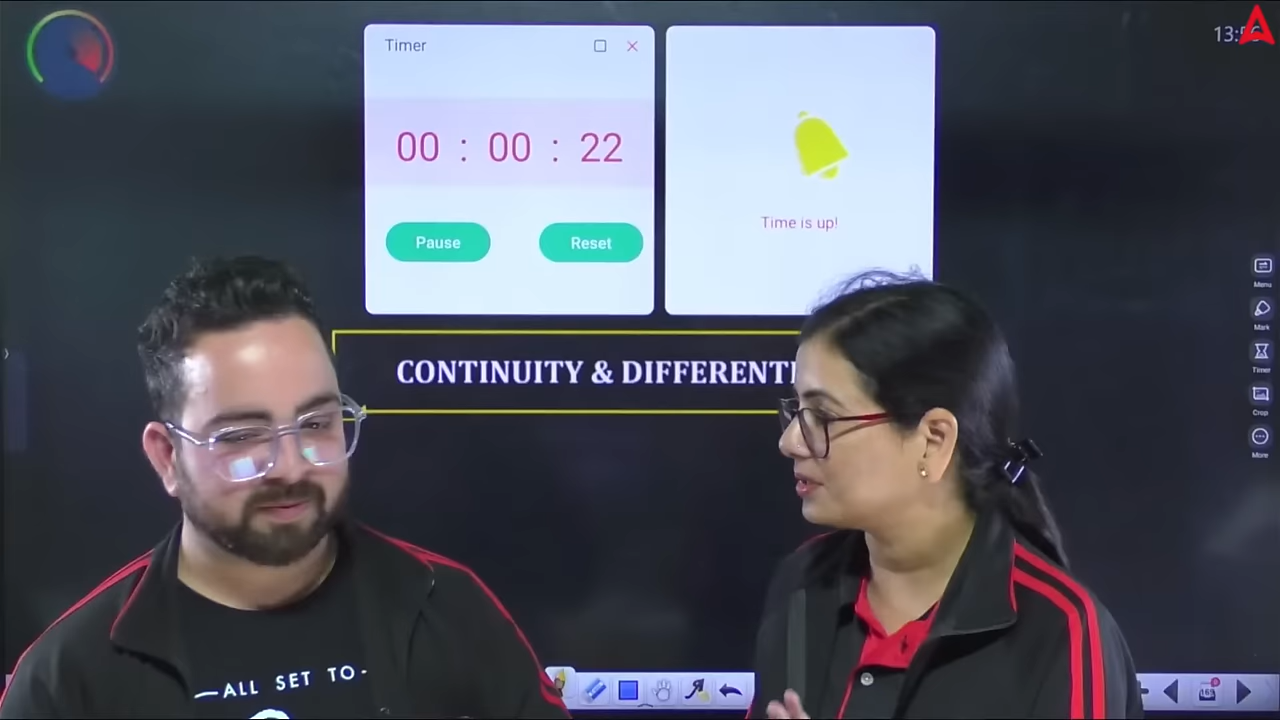 Timer
00 : 00 : 22
Pause
Reset
Time is up!
CONTINUITY & DIFFERENTI
ALL SET TO-
Menu
Mark
Timer
Crop
More
165